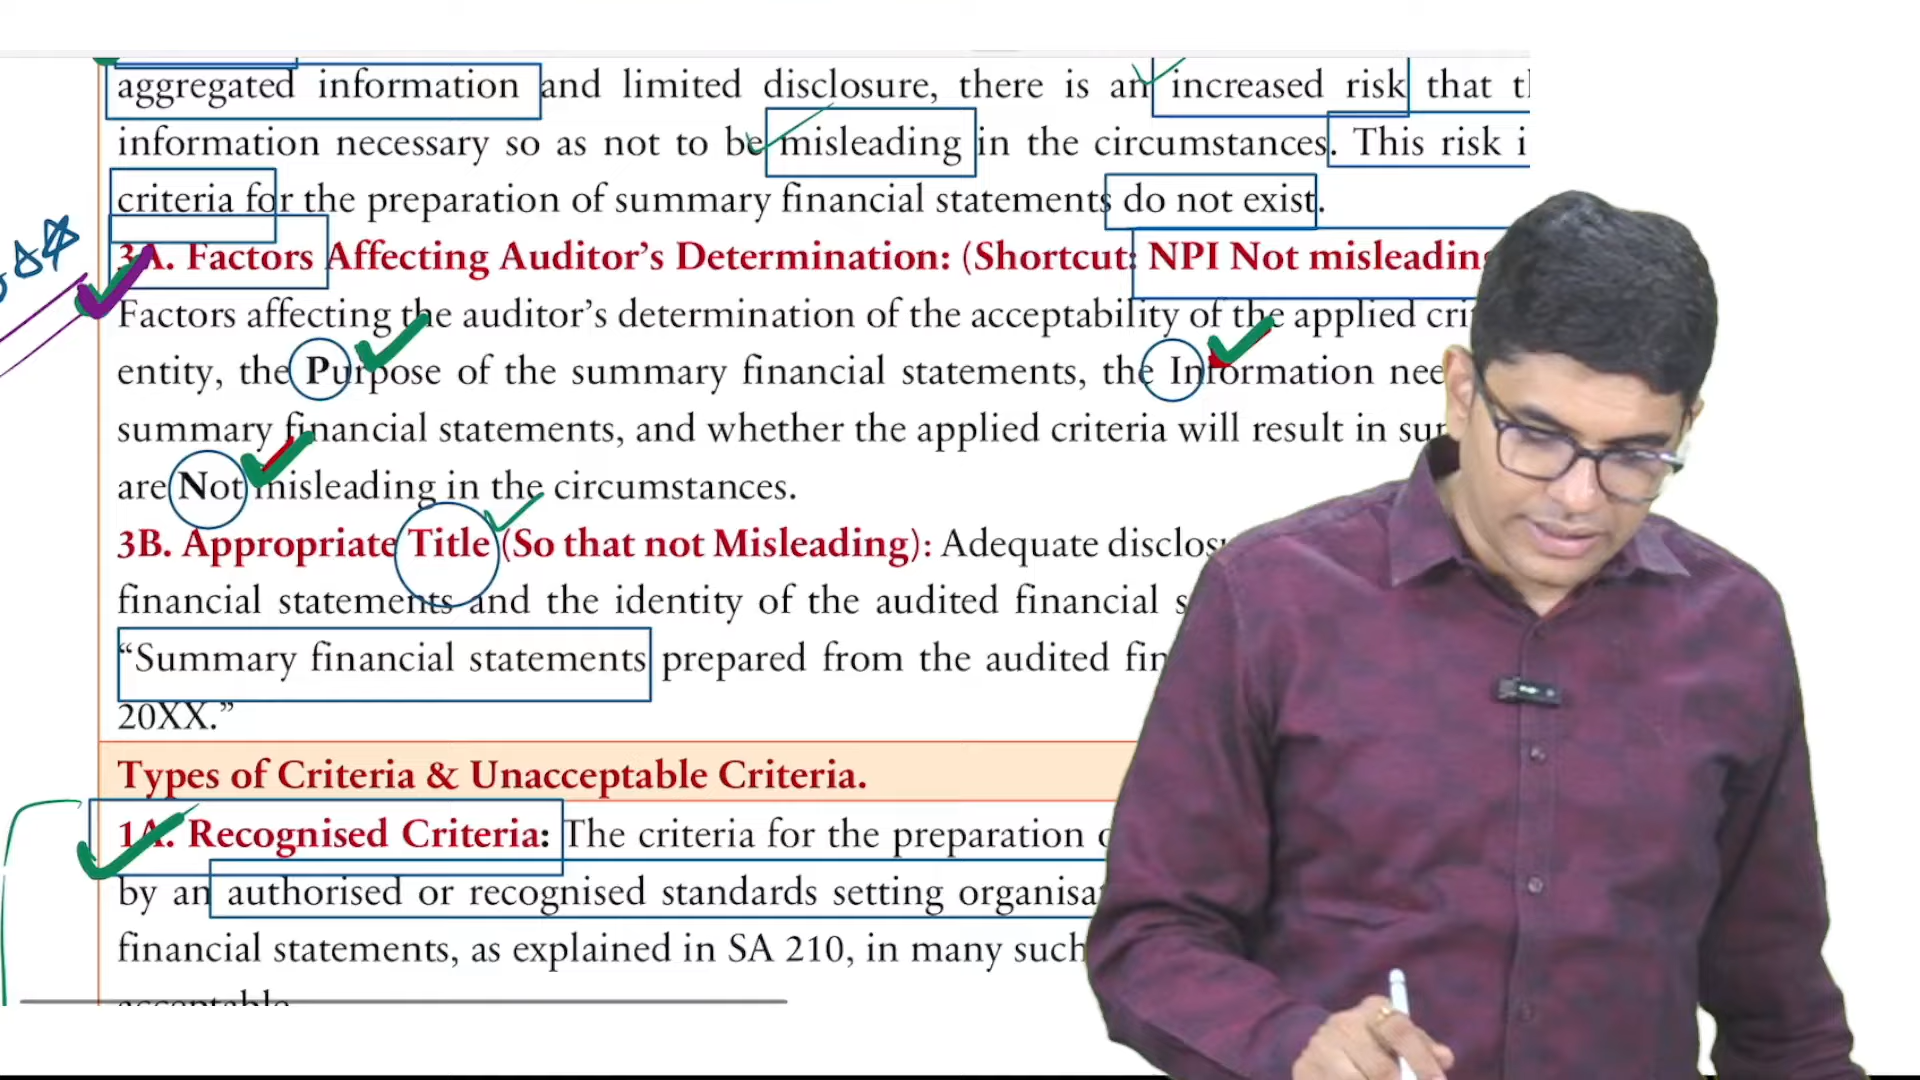 aggregated information and limited disclosure, there is an increased risk that
information necessary so as not to be misleading in the circumstances. This risk
criteria for the preparation of summary financial statements do not exist.
3A. Factors Affecting Auditor’s Determination: (Shortcut: NPI Not misleading
Factors affecting the auditor’s determination of the acceptability of the applied
entity, the Purpose of the summary financial statements, the Information
summary financial statements, and whether the applied criteria will result in
are Not misleading in the circumstances.
3B. Appropriate Title (So that not Misleading): Adequate
financial statements and the identity of the audited financial
“Summary financial statements prepared from the audited
20XX.”
Types of Criteria & Unacceptable Criteria.
1A. Recognised Criteria: The criteria for the preparation
by an authorised or recognised standards setting
financial statements, as explained in SA 210, in many such
acceptable